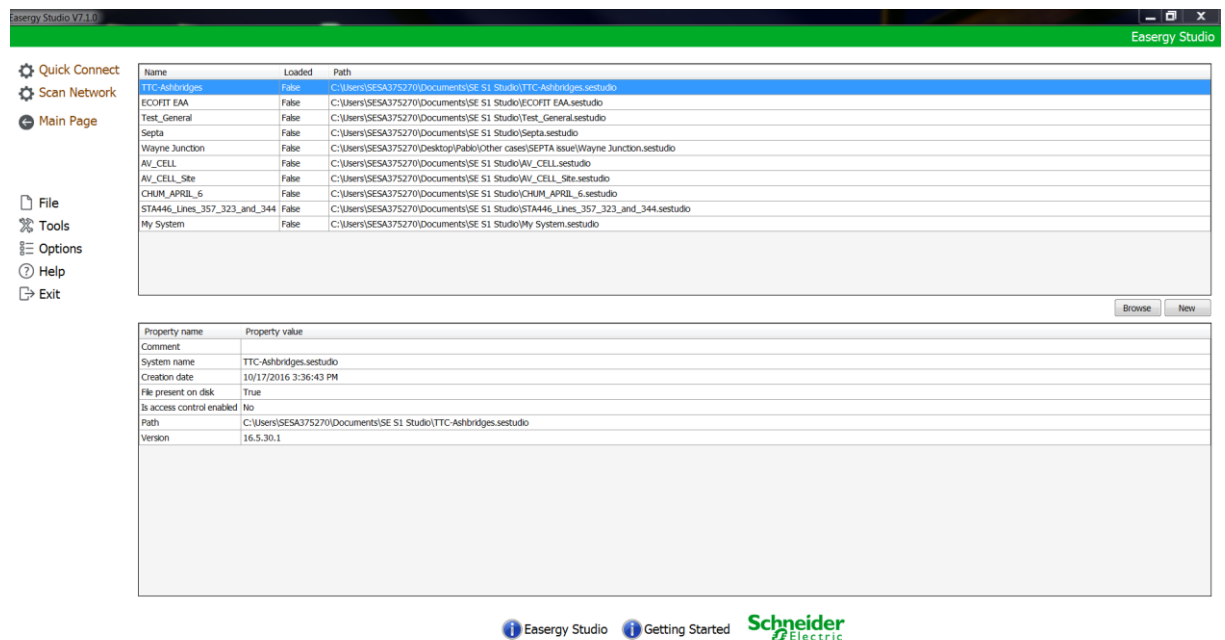 Easergy Studio V7.1.0
Easergy Studio
Quick Connect
Scan Network
Main Page
File
Tools
Options
Help
Exit
Name Loaded Path
TTC-Ashbridges False C:\Users\SESA375270\Documents\SE S1 Studio\TTC-Ashbridges.sestudio
ECOFIT EAA False C:\Users\SESA375270\Documents\SE S1 Studio\ECOFIT EAA.sestudio
Test_General False C:\Users\SESA375270\Documents\SE S1 Studio\Test_General.sestudio
Septa False C:\Users\SESA375270\Documents\SE S1 Studio\Septa.sestudio
Wayne Junction False C:\Users\SESA375270\Desktop\Pablo\Other cases\SEPTA issue\Wayne Junction.sestudio
AV_CELL False C:\Users\SESA375270\Documents\SE S1 Studio\AV_CELL.sestudio
AV_CELL_Site False C:\Users\SESA375270\Documents\SE S1 Studio\AV_CELL_Site.sestudio
CHUM_APRIL_6 False C:\Users\SESA375270\Documents\SE S1 Studio\CHUM_APRIL_6.sestudio
STA446_Lines_357_323_and_344 False C:\Users\SESA375270\Documents\SE S1 Studio\STA446_Lines_357_323_and_344.sestudio
My System False C:\Users\SESA375270\Documents\SE S1 Studio\My System.sestudio
Browse New
Property name Property value
Comment
System name TTC-Ashbridges.sestudio
Creation date 10/17/2016 3:36:43 PM
File present on disk True
Is access control enabled No
Path C:\Users\SESA375270\Documents\SE S1 Studio\TTC-Ashbridges.sestudio
Version 16.5.30.1
Easergy Studio Getting Started
Schneider
Electric